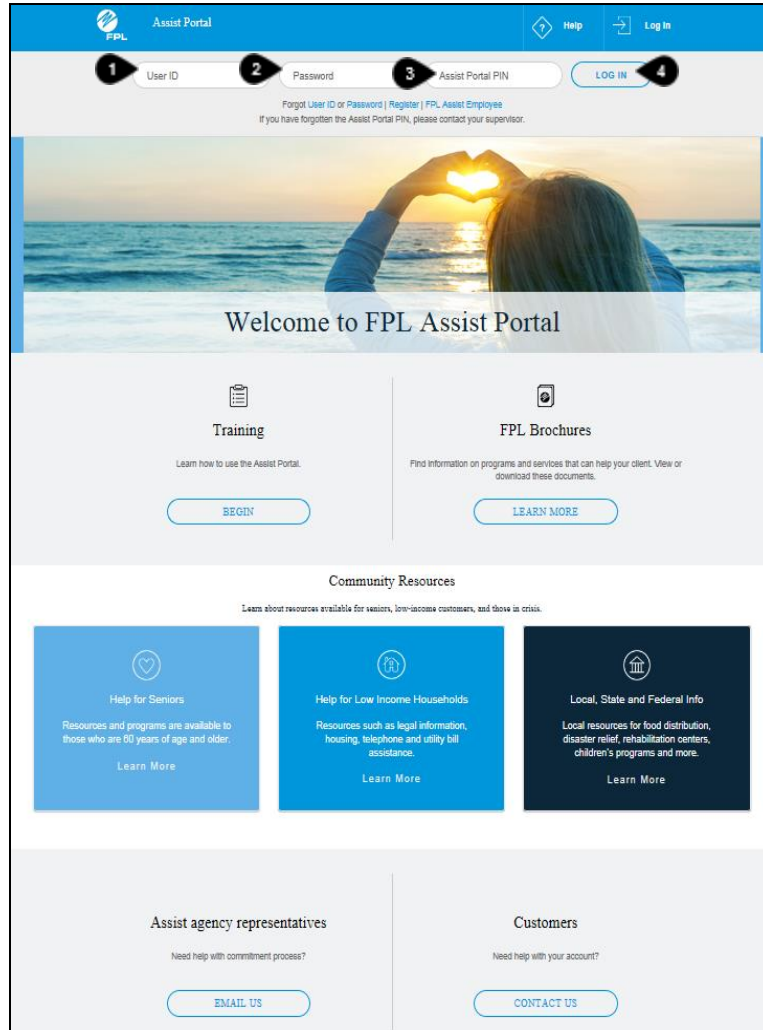 FPL
Assist Portal
? Help
Log In
1 User ID
2 Password
3 Assist Portal PIN
LOG IN 4
Forgot User ID or Password | Register | FPL Assist Employee
If you have forgotten the Assist Portal PIN, please contact your supervisor.
Welcome to FPL Assist Portal
Training
Learn how to use the Assist Portal.
BEGIN
FPL Brochures
Find information on programs and services that can help your client. View or
download these documents.
LEARN MORE
Community Resources
Learn about resources available for seniors, low-income customers, and those in crisis.
Help for Seniors
Resources and programs are available to
those who are 60 years of age and older.
Learn More
Help for Low Income Households
Resources such as legal information,
housing, telephone and utility bill
assistance.
Learn More
Local, State and Federal Info
Local resources for food distribution,
disaster relief, rehabilitation centers,
children's programs and more.
Learn More
Assist agency representatives
Need help with commitment process?
EMAIL US
Customers
Need help with your account?
CONTACT US